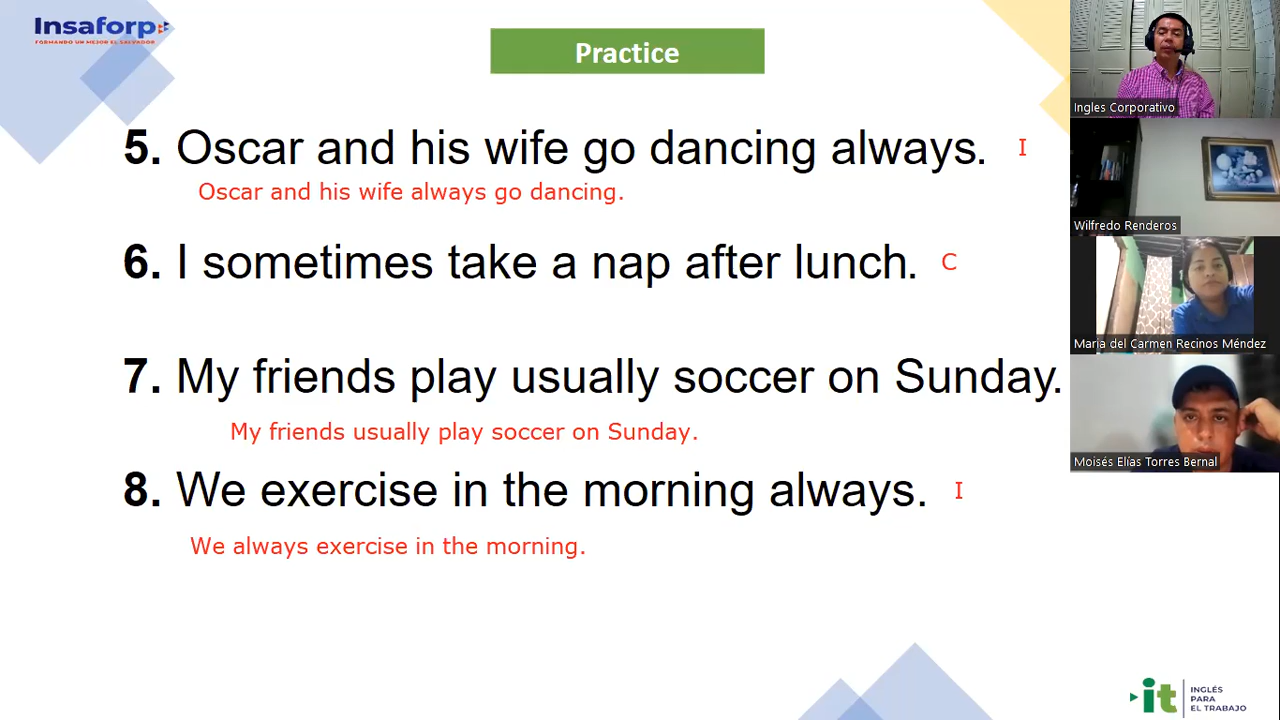 Insaforp
FORMANDO UN MEJOR EL SALVADOR
Practice
5. Oscar and his wife go dancing always. I
Oscar and his wife always go dancing.
6. I sometimes take a nap after lunch. C
7. My friends play usually soccer on Sunday.
My friends usually play soccer on Sunday.
8. We exercise in the morning always. I
We always exercise in the morning.
Ingles Corporativo
Wilfredo Renderos
Maria del Carmen Recinos Méndez
Moisés Elías Torres Bernal
it
INGLÉS
PARA
EL TRABAJO